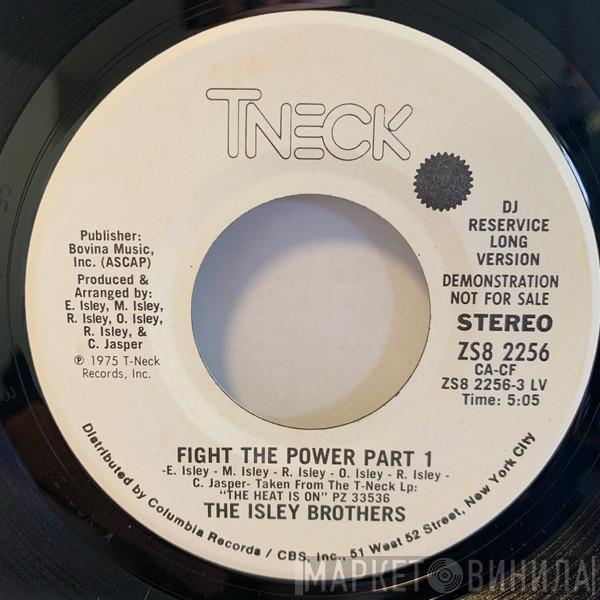 TNECK
Publisher:
Bovina Music,
Inc. (ASCAP)
Produced &
Arranged by:
E. Isley, M. Isley,
R. Isley, O. Isley,
R. Isley, &
C. Jasper
℗ 1975 T-Neck
Records, Inc.
DJ
RESERVICE
LONG
VERSION
DEMONSTRATION
NOT FOR SALE
STEREO
ZS8 2256
CA-CF
ZS8 2256-3 LV
Time: 5:05
FIGHT THE POWER PART 1
-E. Isley - M. Isley - R. Isley - O. Isley - R. Isley -
C. Jasper- Taken From The T-Neck Lp:
"THE HEAT IS ON" PZ 33536
THE ISLEY BROTHERS
Distributed by Columbia Records / CBS, Inc., 51 West 52 Street, New York City
МАРКЕТ ВИНИЛА